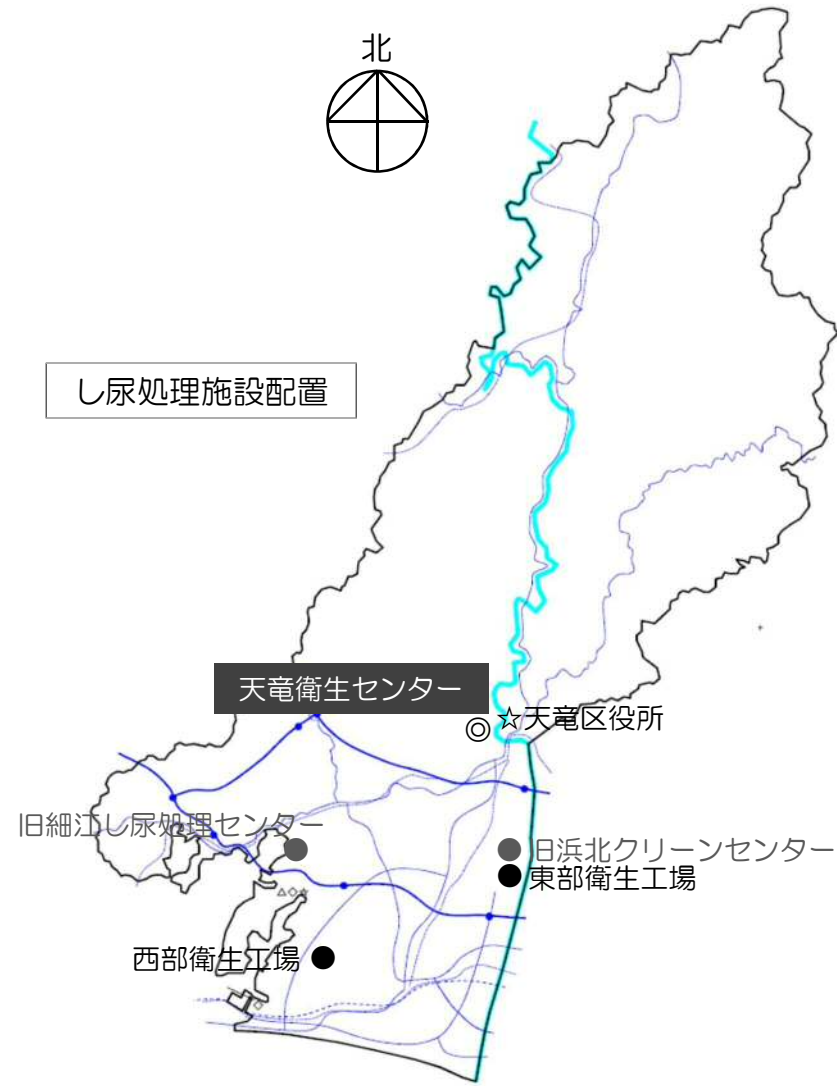 北
し尿処理施設配置
天竜衛生センター
◎ ☆天竜区役所
旧細江し尿処理センター
旧浜北クリーンセンター
東部衛生工場
西部衛生工場